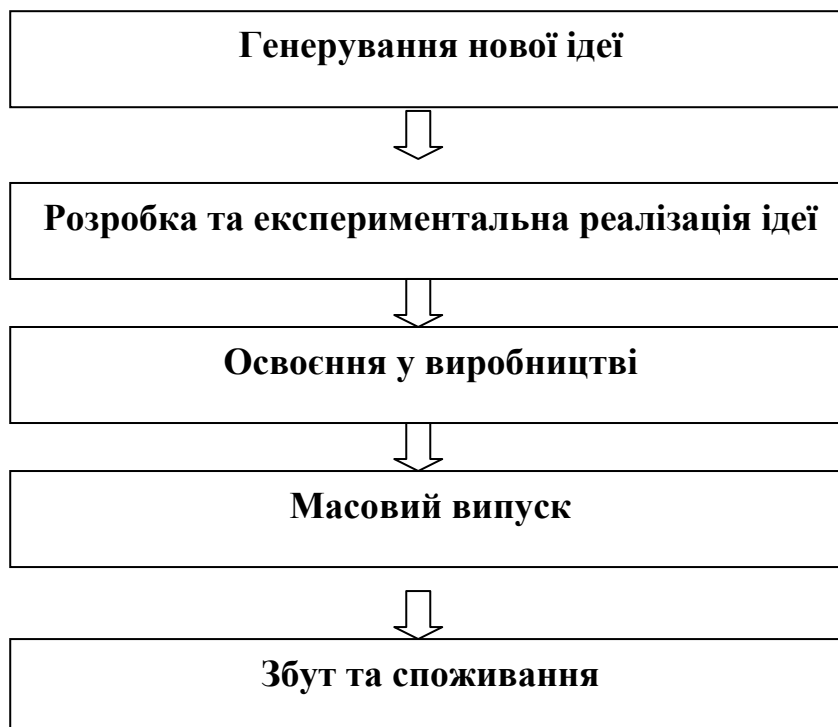 Генерування нової ідеї
Розробка та експериментальна реалізація ідеї
Освоєння у виробництві
Масовий випуск
Збут та споживання